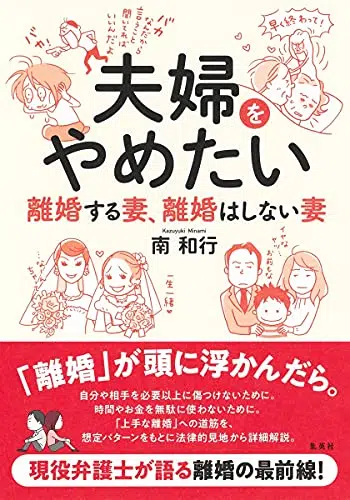 バカ
なんだから
言うこと
聞いてれば
いいんだよ
バカ!
早く終わって!
夫婦を
やめたい
離婚する妻、離婚はしない妻
Kazuyuki Minami
南 和行
一生一緒
イヤな
ヤツ…
お前もな
「離婚」が頭に浮かんだら。
自分や相手を必要以上に傷つけないために。
時間やお金を無駄に使わないために。
「上手な離婚」への道筋を、
想定パターンをもとに法律的見地から詳細解説。
集英社
現役弁護士が語る離婚の最前線!